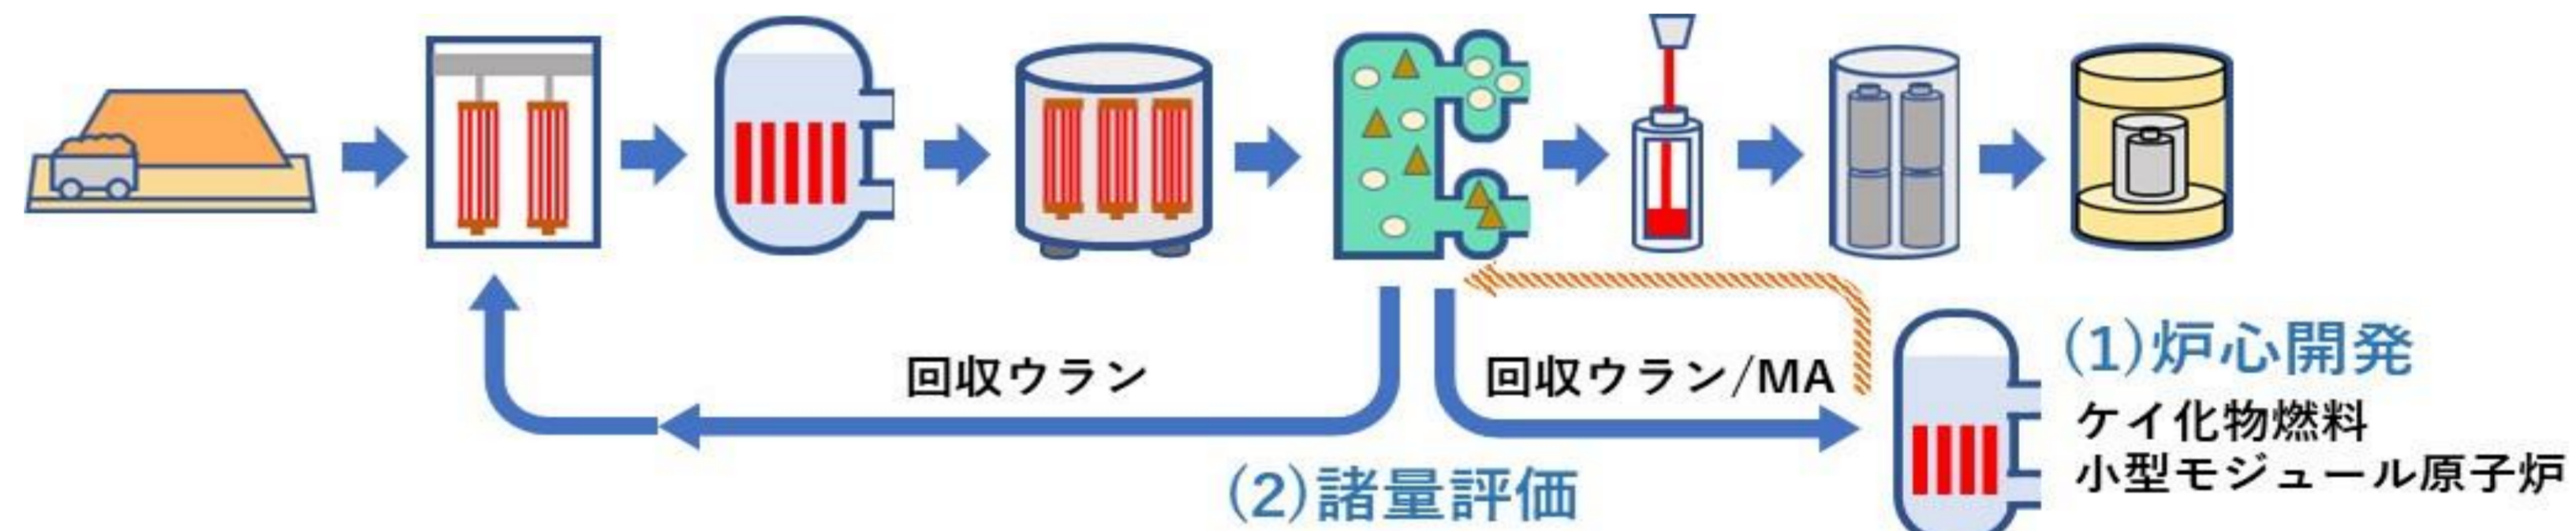 回収ウラン
回収ウラン/MA
(1)炉心開発
ケイ化物燃料
小型モジュール原子炉
(2)諸量評価